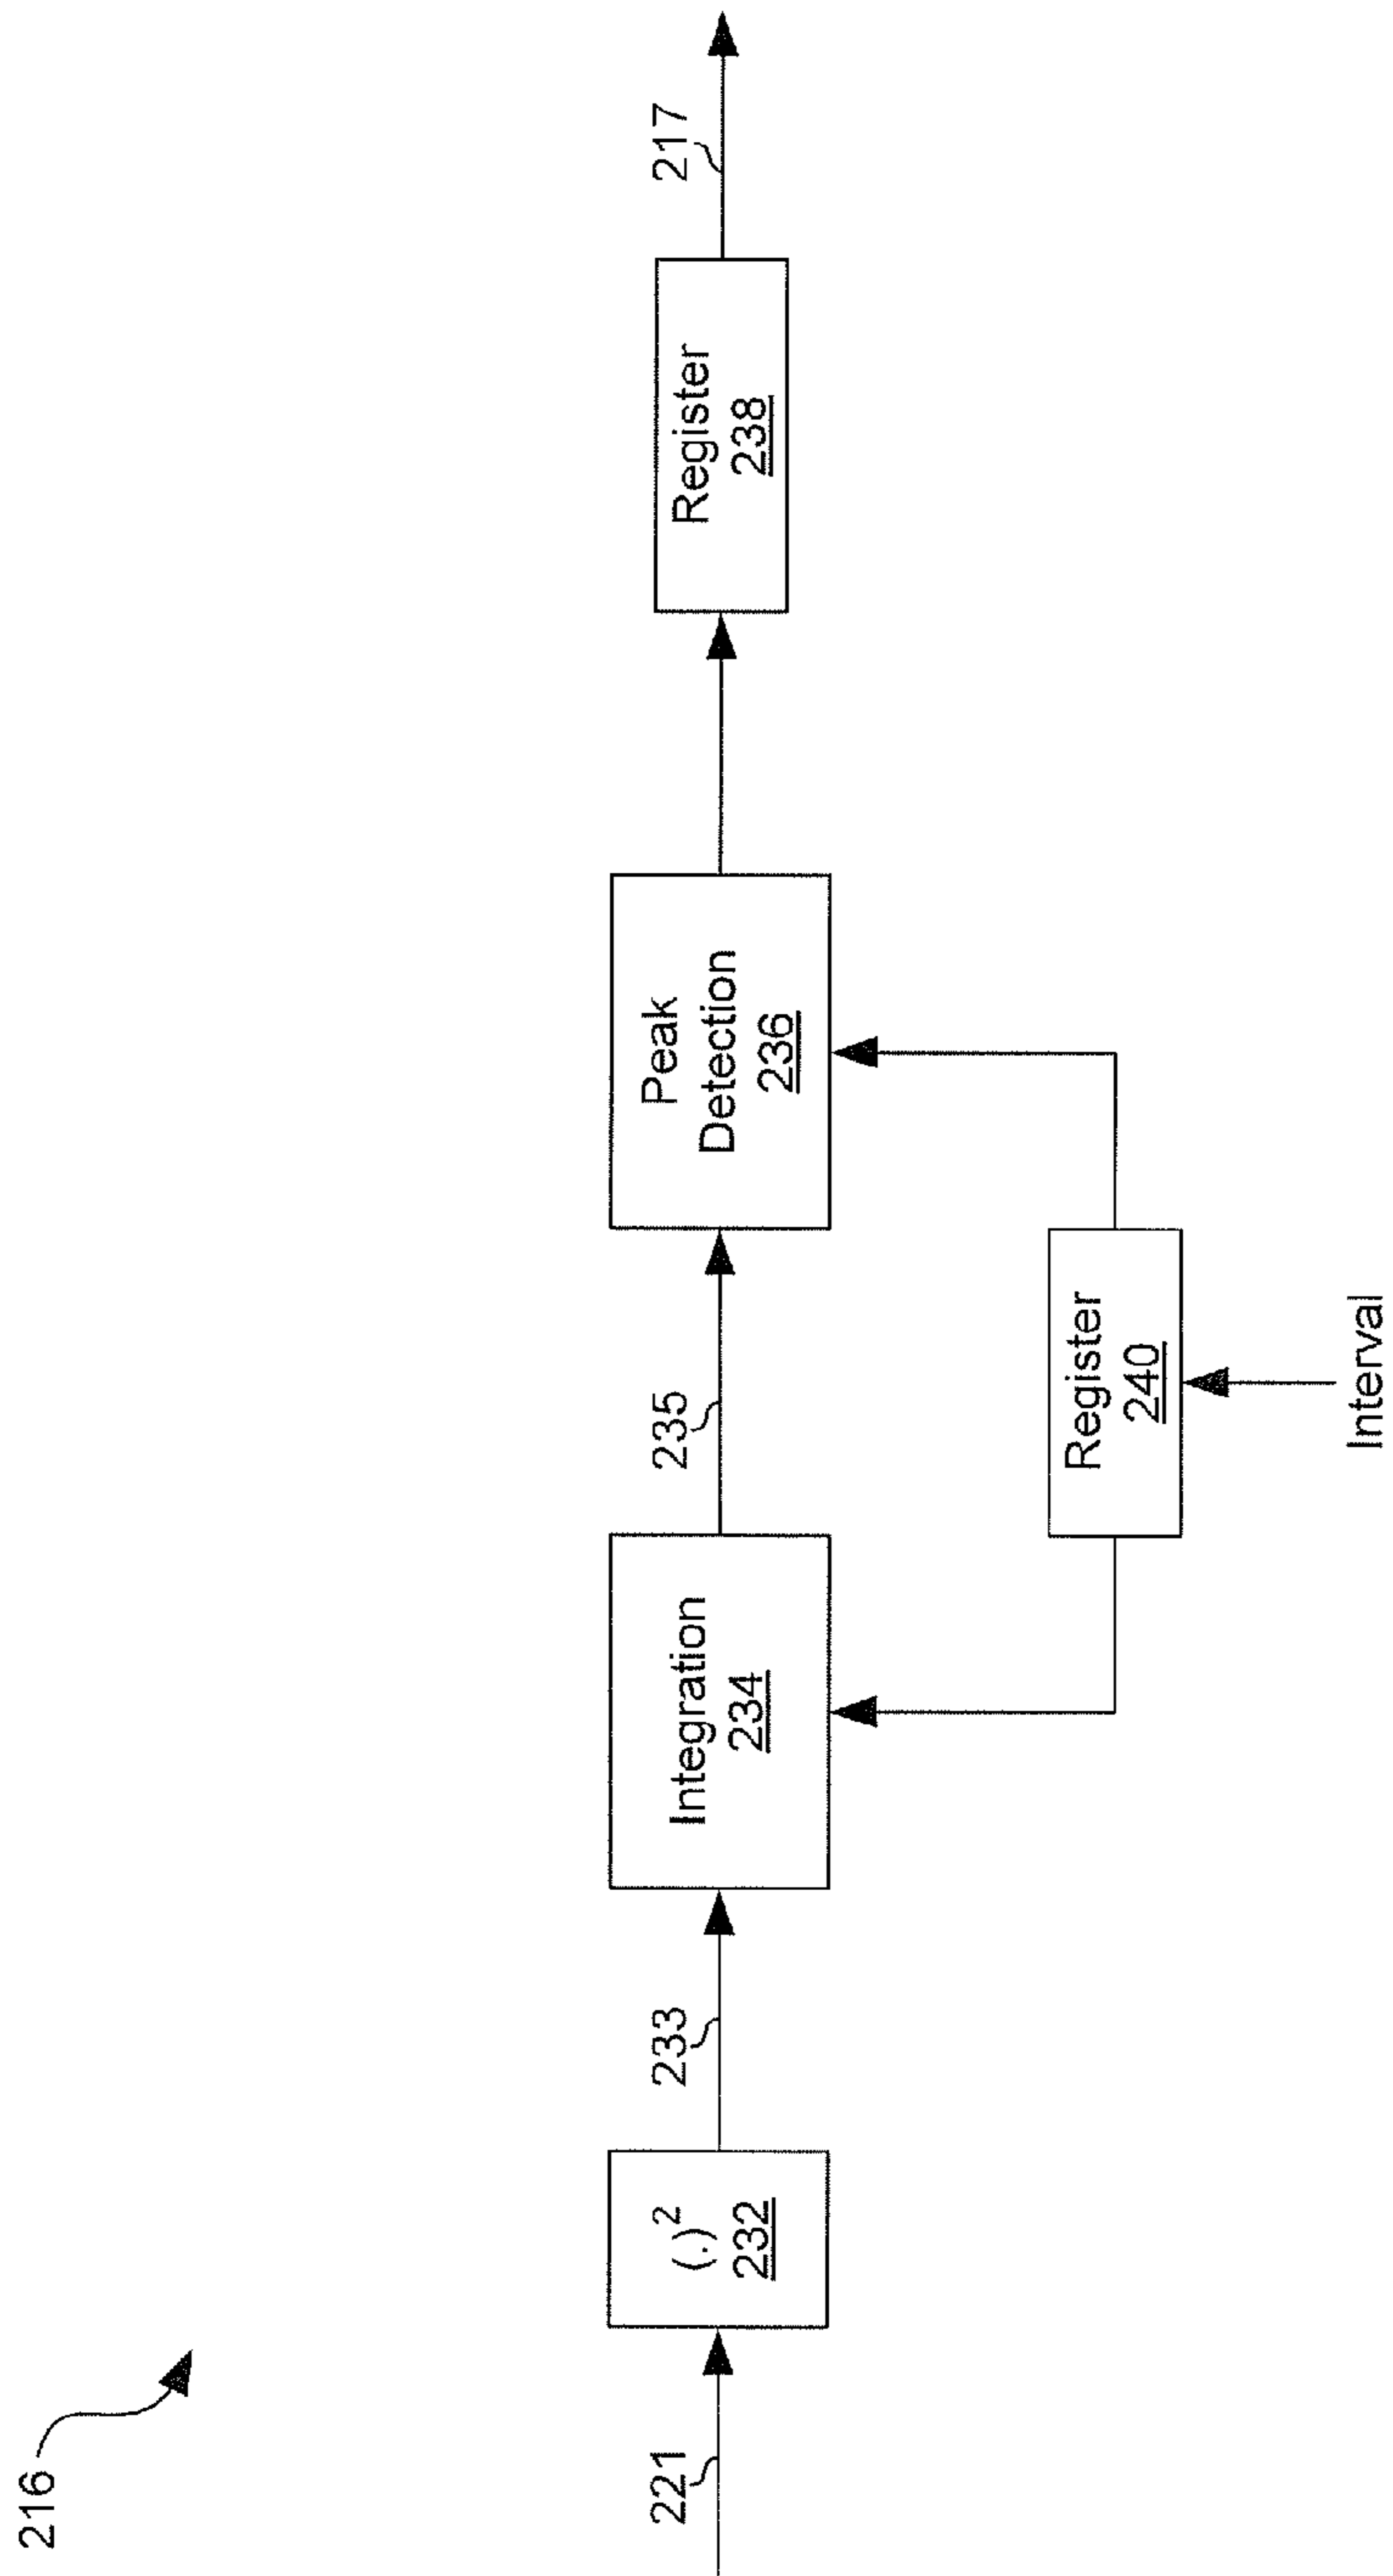 216
221
(.)²
232
233
Integration
234
235
Peak
Detection
236
Register
238
217
Register
240
Interval